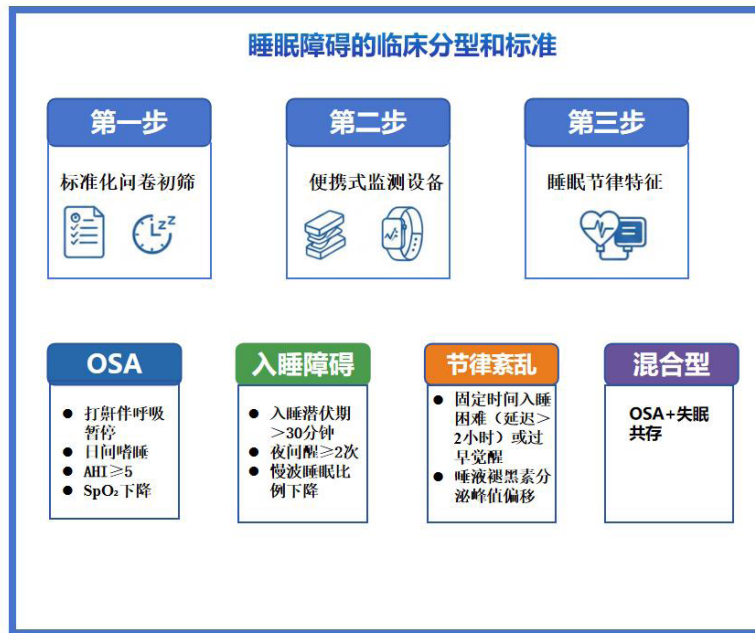 睡眠障碍的临床分型和标准
第一步
标准化问卷初筛
第二步
便携式监测设备
第三步
睡眠节律特征
OSA
● 打鼾伴呼吸
暂停
● 日间嗜睡
● AHI≥5
● SpO₂下降
入睡障碍
● 入睡潜伏期
>30分钟
● 夜间醒≥2次
● 慢波睡眠比
例下降
节律紊乱
● 固定时间入睡
困难（延迟>
2小时）或过
早觉醒
● 唾液褪黑素分
泌峰值偏移
混合型
OSA+失眠
共存